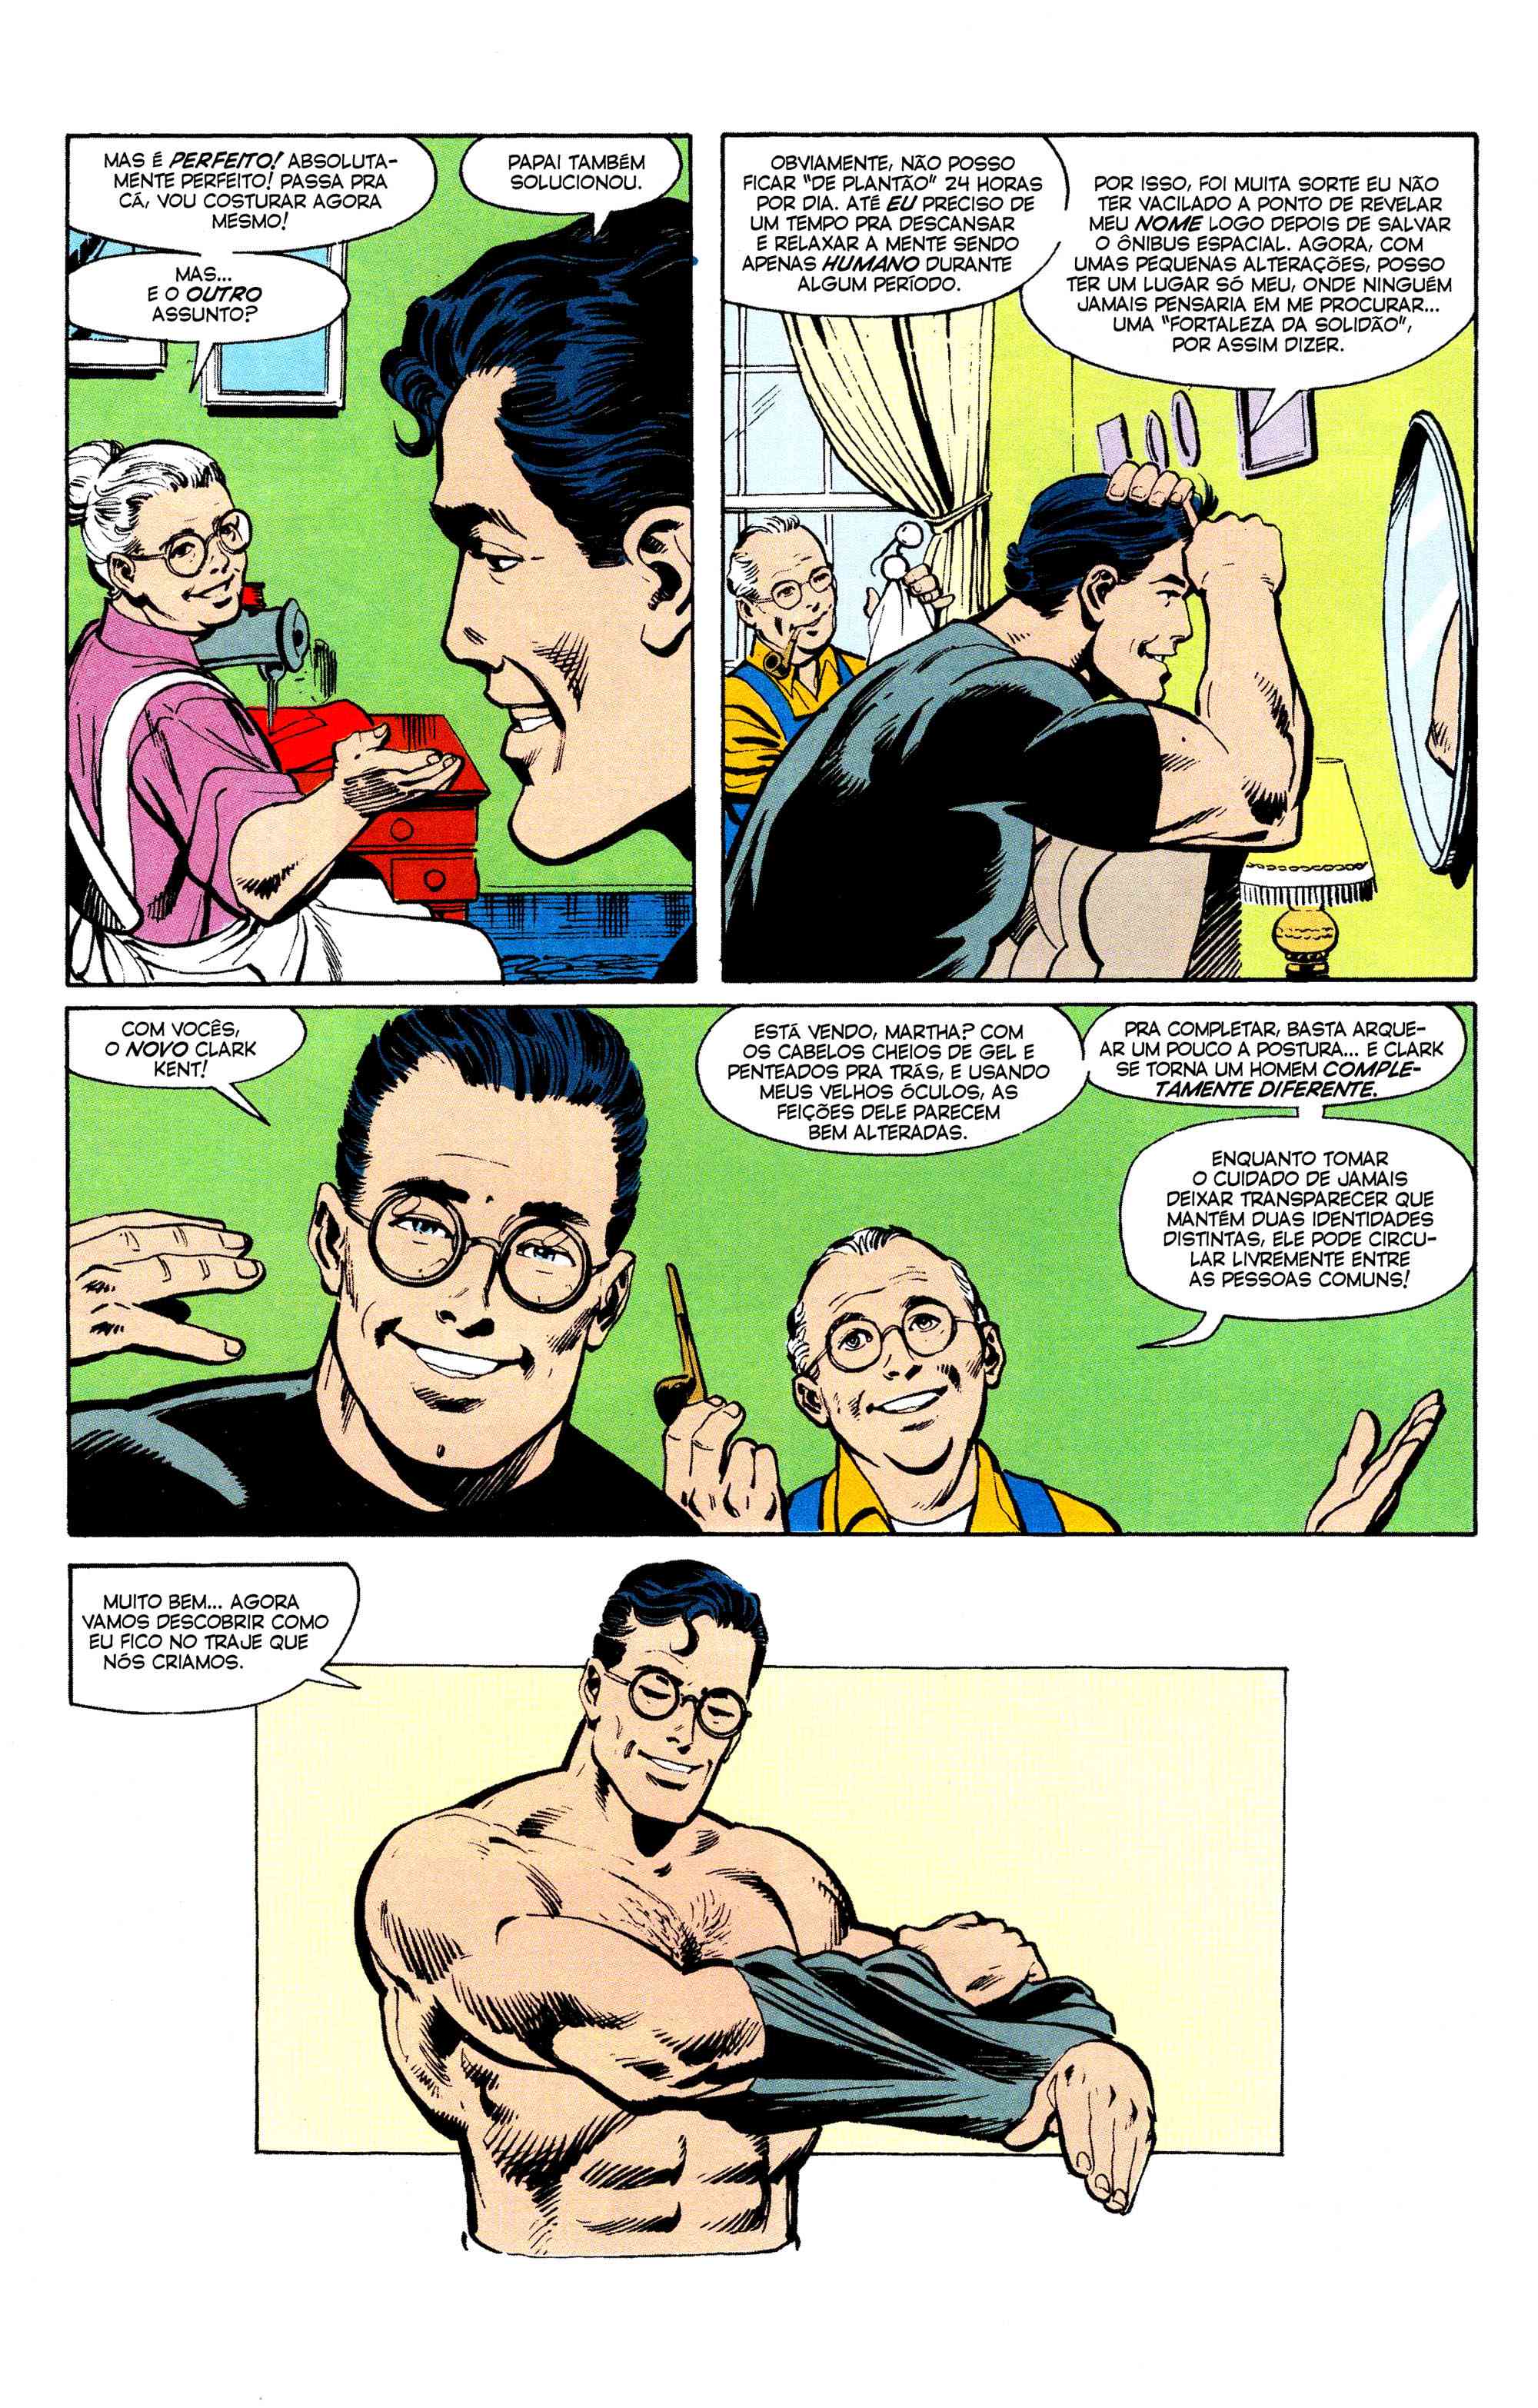 MAS É PERFEITO! ABSOLUTA-
MENTE PERFEITO! PASSA PRA
CÁ, VOU COSTURAR AGORA
MESMO!
MAS...
E O OUTRO
ASSUNTO?
PAPAI TAMBÉM
SOLUCIONOU.
OBVIAMENTE, NÃO POSSO
FICAR "DE PLANTÃO" 24 HORAS
POR DIA. ATÉ EU PRECISO DE
UM TEMPO PRA DESCANSAR
E RELAXAR A MENTE SENDO
APENAS HUMANO DURANTE
ALGUM PERÍODO.
POR ISSO, FOI MUITA SORTE EU NÃO
TER VACILADO A PONTO DE REVELAR
MEU NOME LOGO DEPOIS DE SALVAR
O ÔNIBUS ESPACIAL. AGORA, COM
UMAS PEQUENAS ALTERAÇÕES, POSSO
TER UM LUGAR SÓ MEU, ONDE NINGUÉM
JAMAIS PENSARIA EM ME PROCURAR...
UMA "FORTALEZA DA SOLIDÃO",
POR ASSIM DIZER.
COM VOCÊS,
O NOVO CLARK
KENT!
ESTÁ VENDO, MARTHA? COM
OS CABELOS CHEIOS DE GEL E
PENTEADOS PRA TRÁS, E USANDO
MEUS VELHOS ÓCULOS, AS
FEIÇÕES DELE PARECEM
BEM ALTERADAS.
PRA COMPLETAR, BASTA ARQUE-
AR UM POUCO A POSTURA... E CLARK
SE TORNA UM HOMEM COMPLE-
TAMENTE DIFERENTE.
ENQUANTO TOMAR
O CUIDADO DE JAMAIS
DEIXAR TRANSPARECER QUE
MANTÉM DUAS IDENTIDADES
DISTINTAS, ELE PODE CIRCU-
LAR LIVREMENTE ENTRE
AS PESSOAS COMUNS!
MUITO BEM... AGORA
VAMOS DESCOBRIR COMO
EU FICO NO TRAJE QUE
NÓS CRIAMOS.